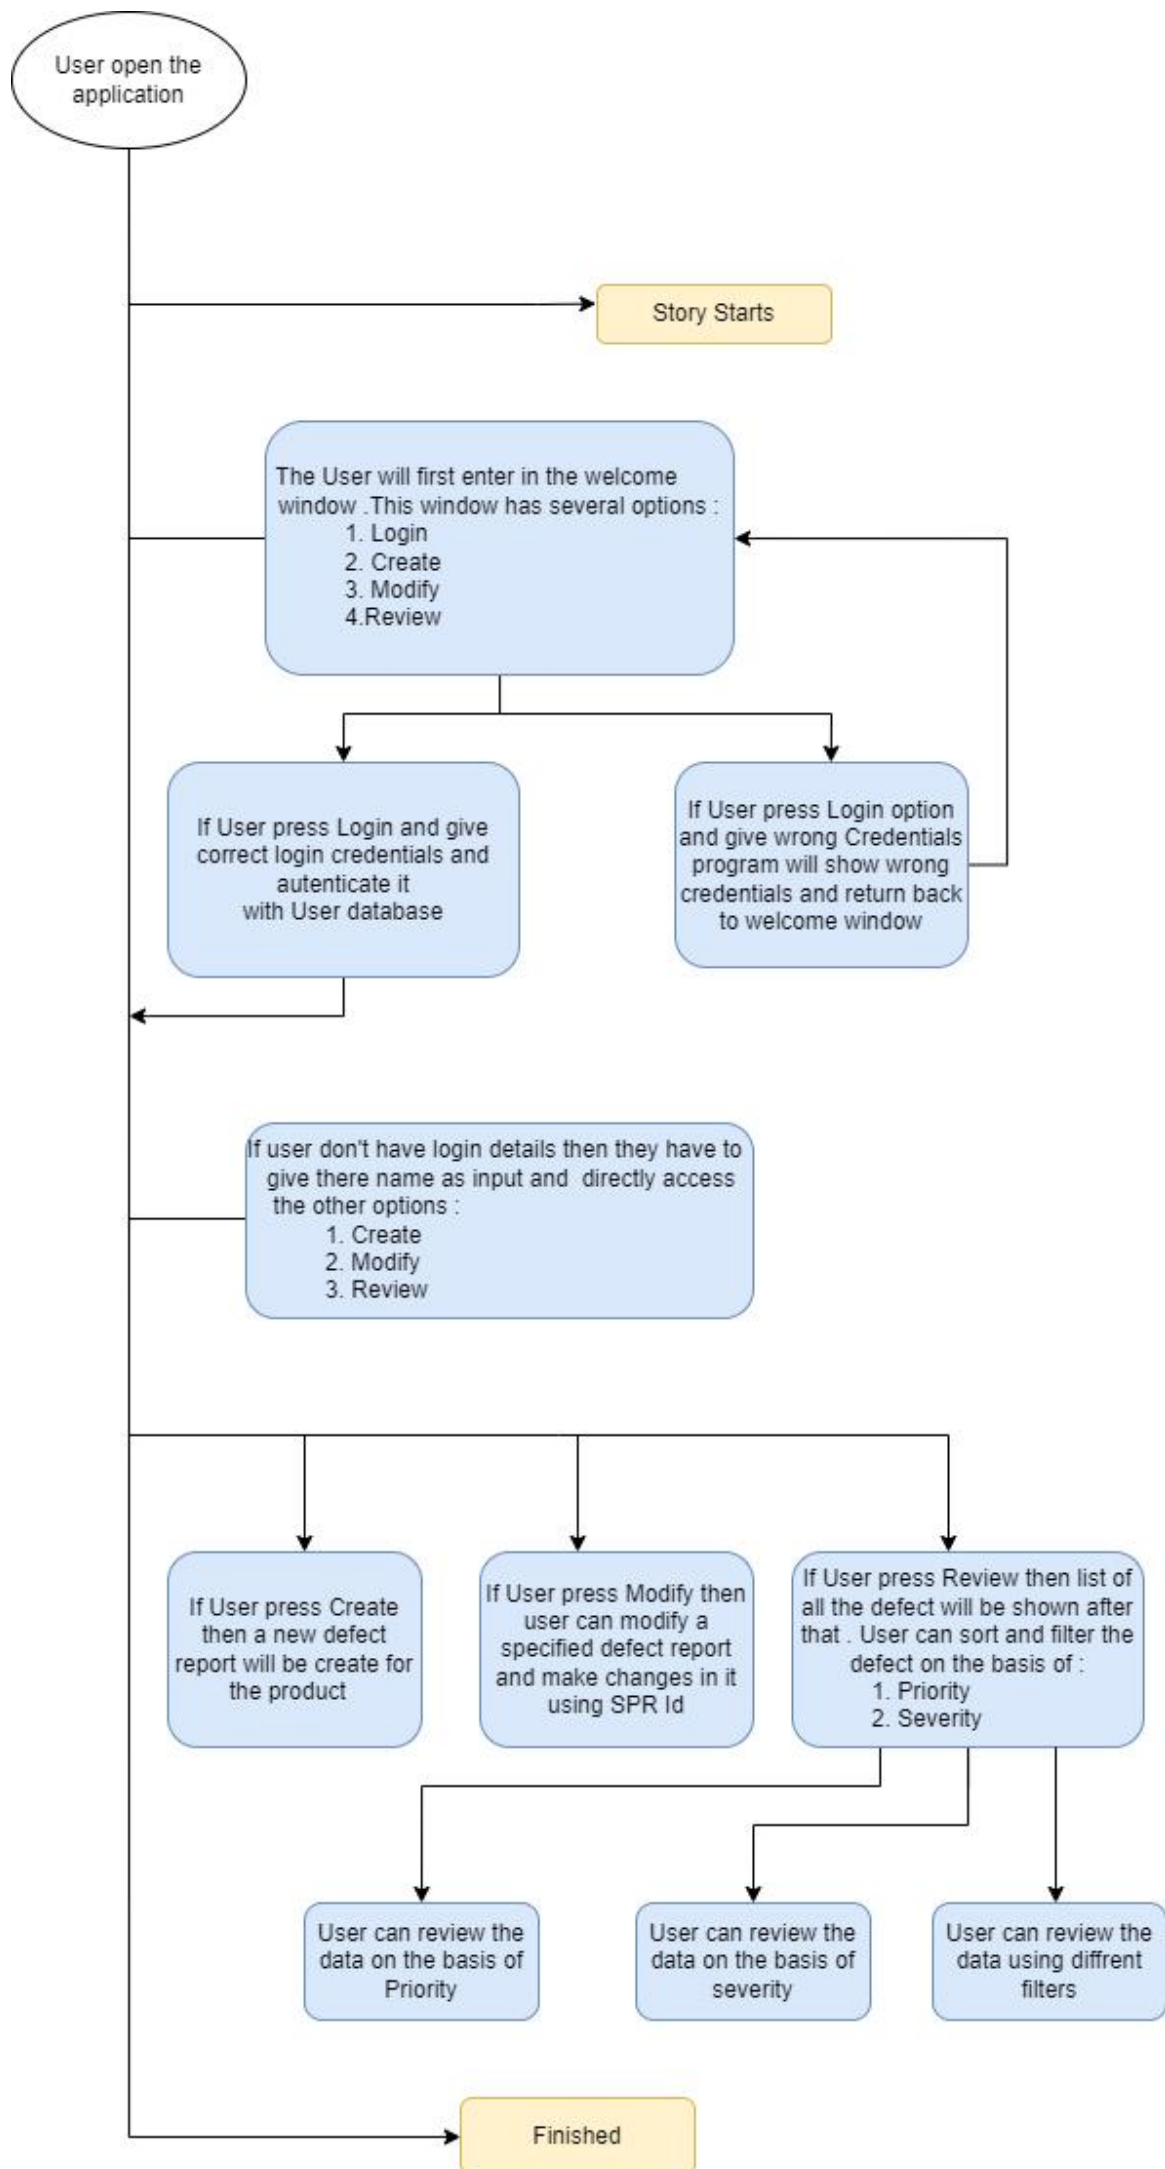 User open the
application
Story Starts
The User will first enter in the welcome
window .This window has several options :
1. Login
2. Create
3. Modify
4.Review
If User press Login and give
correct login credentials and
autenticate it
with User database
If User press Login option
and give wrong Credentials
program will show wrong
credentials and return back
to welcome window
If user don't have login details then they have to
give there name as input and  directly access
the other options :
1. Create
2. Modify
3. Review
If User press Create
then a new defect
report will be create for
the product
If User press Modify then
user can modify a
specified defect report
and make changes in it
using SPR Id
If User press Review then list of
all the defect will be shown after
that . User can sort and filter the
defect on the basis of :
1. Priority
2. Severity
User can review the
data on the basis of
Priority
User can review the
data on the basis of
severity
User can review the
data using diffrent
filters
Finished